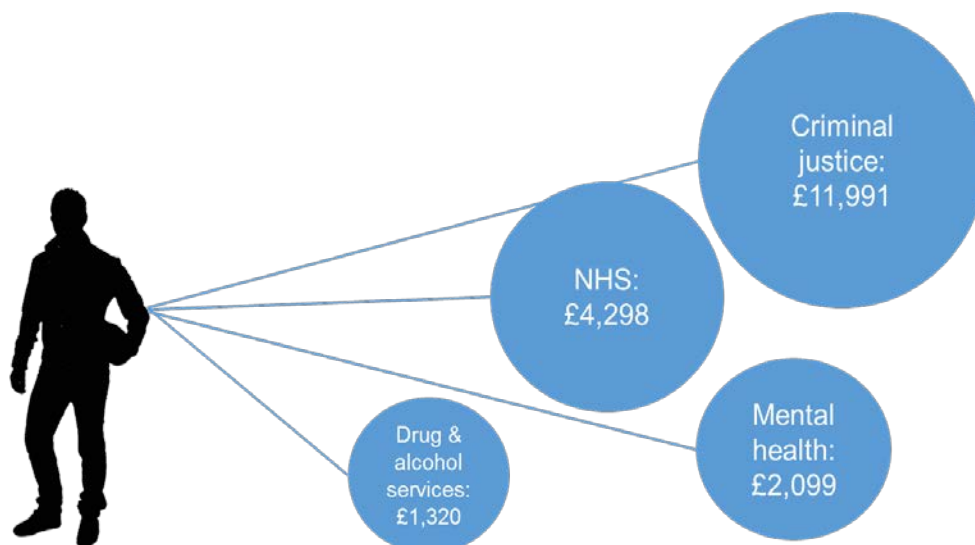 Criminal
justice:
£11,991
NHS:
£4,298
Mental
health:
£2,099
Drug &
alcohol
services:
£1,320